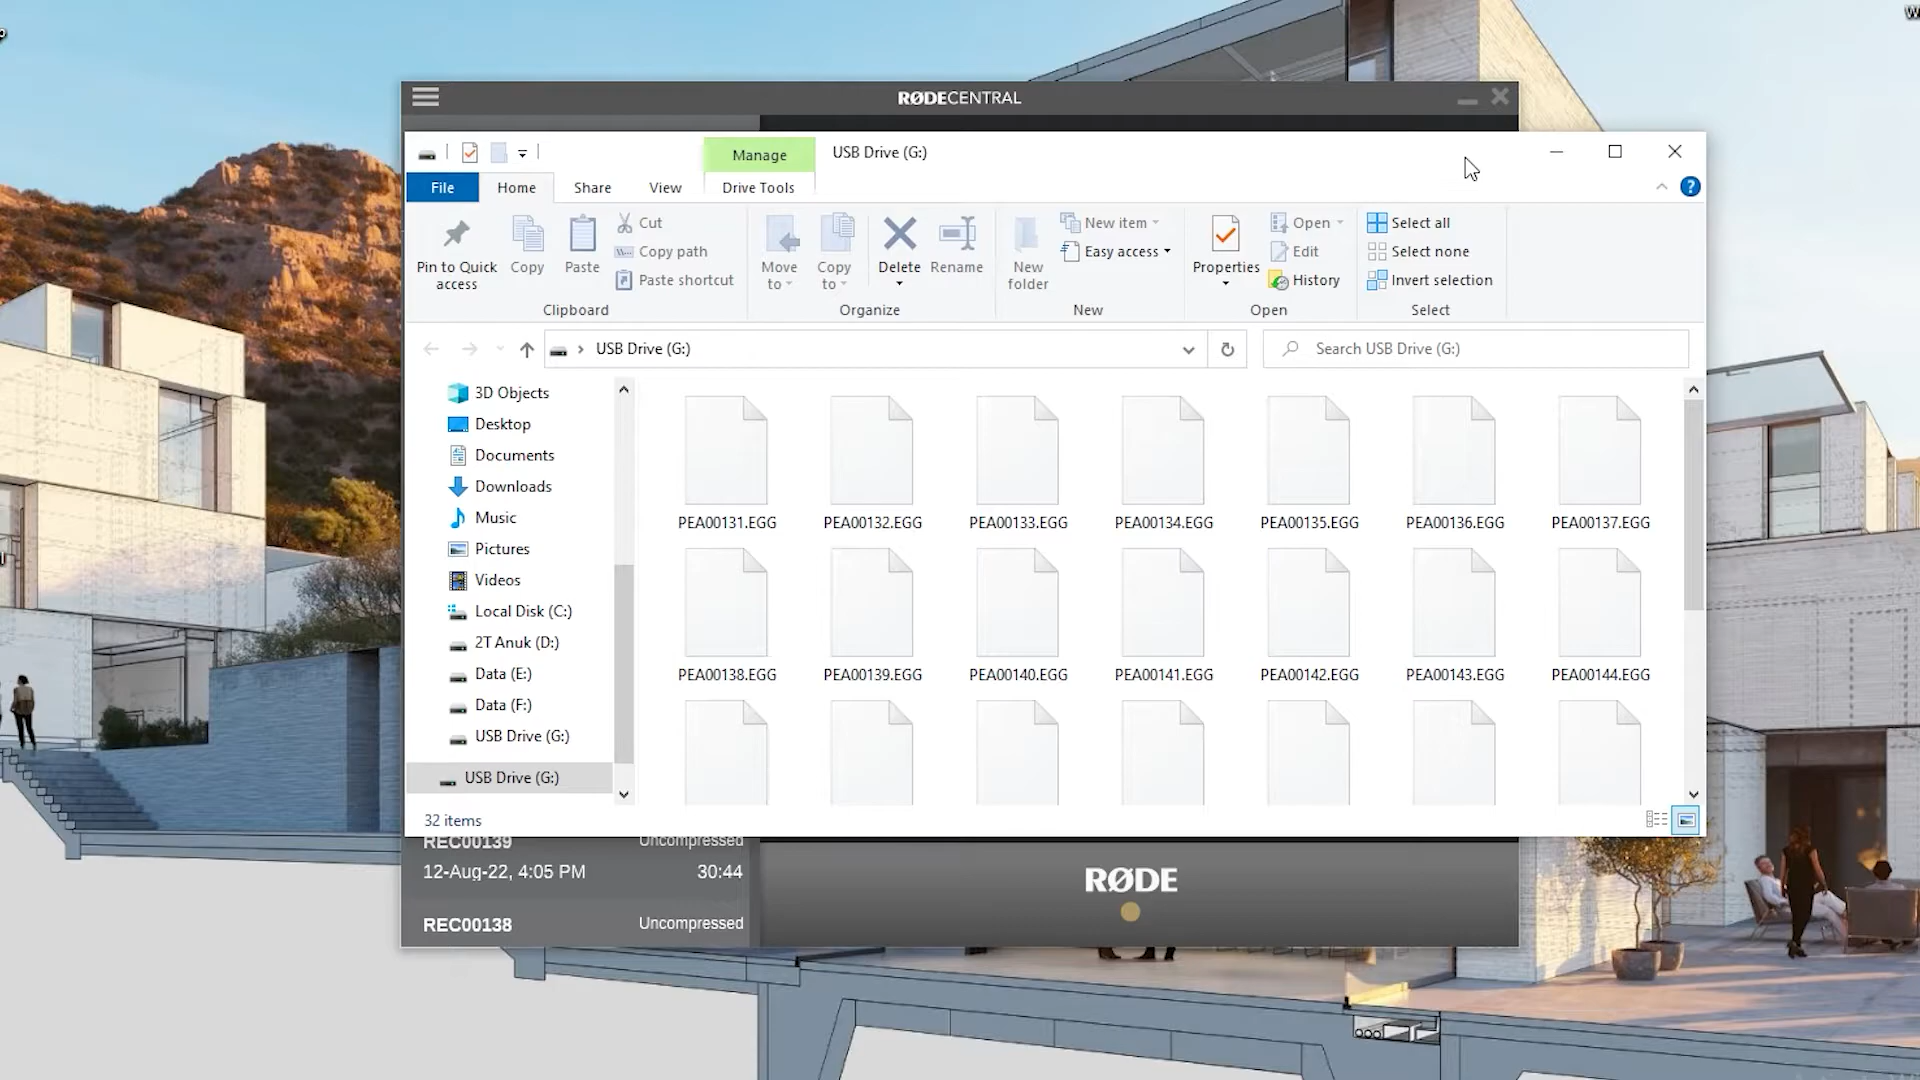 W
RØDECENTRAL
Manage
USB Drive (G:)
File
Home
Share
View
Drive Tools
Pin to Quick
access
Copy
Paste
Cut
Copy path
Paste shortcut
Clipboard
Move
to
Copy
to
Delete
Rename
Organize
New
folder
New item
Easy access
New
Properties
Open
Edit
History
Open
Select all
Select none
Invert selection
Select
USB Drive (G:)
Search USB Drive (G:)
3D Objects
Desktop
Documents
Downloads
Music
Pictures
Videos
Local Disk (C:)
2T Anuk (D:)
Data (E:)
Data (F:)
USB Drive (G:)
USB Drive (G:)
PEA00131.EGG
PEA00132.EGG
PEA00133.EGG
PEA00134.EGG
PEA00135.EGG
PEA00136.EGG
PEA00137.EGG
PEA00138.EGG
PEA00139.EGG
PEA00140.EGG
PEA00141.EGG
PEA00142.EGG
PEA00143.EGG
PEA00144.EGG
32 items
REC00139
Uncompressed
12-Aug-22, 4:05 PM
30:44
REC00138
Uncompressed
RØDE